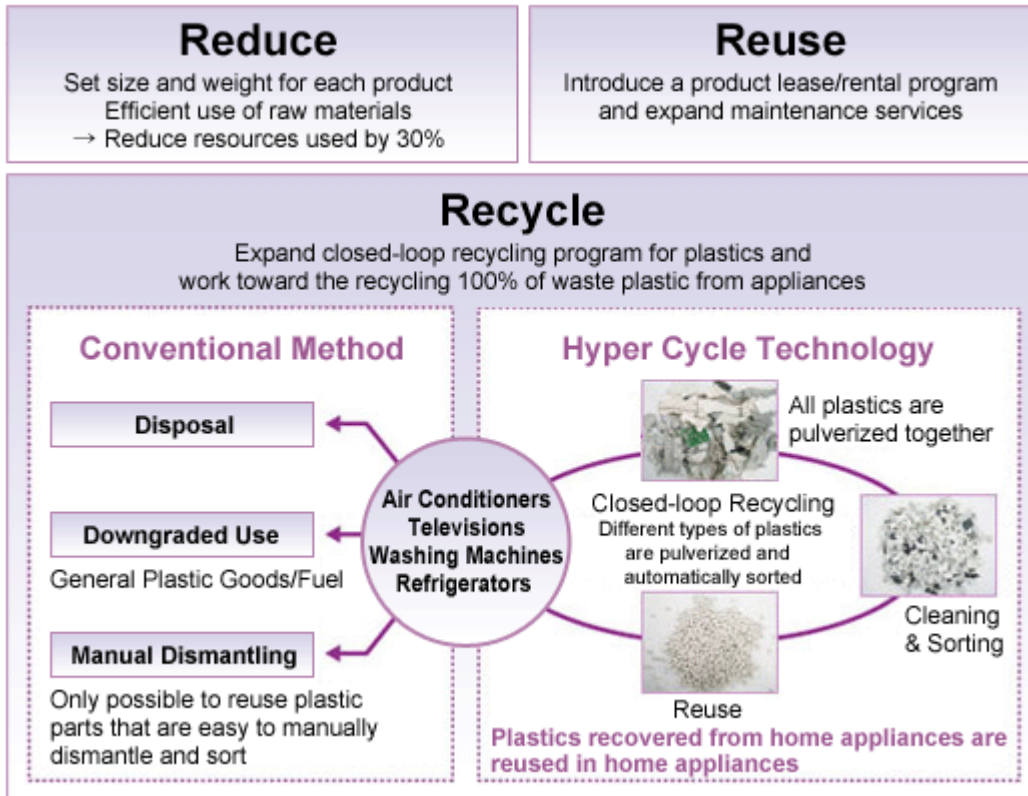 Reduce
Set size and weight for each product
Efficient use of raw materials
→ Reduce resources used by 30%
Reuse
Introduce a product lease/rental program
and expand maintenance services
Recycle
Expand closed-loop recycling program for plastics and
work toward the recycling 100% of waste plastic from appliances
Conventional Method
Disposal
Downgraded Use
General Plastic Goods/Fuel
Manual Dismantling
Only possible to reuse plastic
parts that are easy to manually
dismantle and sort
Air Conditioners
Televisions
Washing Machines
Refrigerators
Hyper Cycle Technology
All plastics are
pulverized together
Closed-loop Recycling
Different types of plastics
are pulverized and
automatically sorted
Cleaning
& Sorting
Reuse
Plastics recovered from home appliances are
reused in home appliances